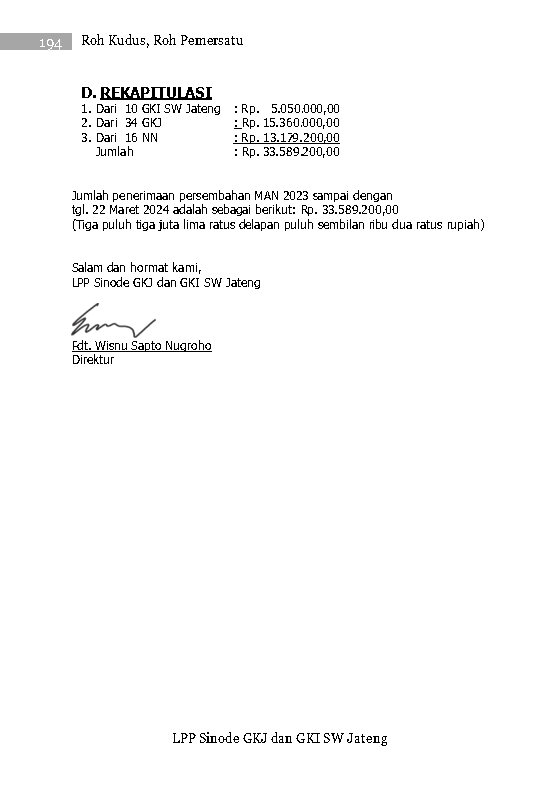 194 Roh Kudus, Roh Pemersatu
D. REKAPITULASI
1. Dari 10 GKI SW Jateng : Rp. 5.050.000,00
2. Dari 34 GKJ : Rp. 15.360.000,00
3. Dari 16 NN : Rp. 13.179.200,00
Jumlah : Rp. 33.589.200,00
Jumlah penerimaan persembahan MAN 2023 sampai dengan
tgl. 22 Maret 2024 adalah sebagai berikut: Rp. 33.589.200,00
(Tiga puluh tiga juta lima ratus delapan puluh sembilan ribu dua ratus rupiah)
Salam dan hormat kami,
LPP Sinode GKJ dan GKI SW Jateng
Pdt. Wisnu Sapto Nugroho
Direktur
LPP Sinode GKJ dan GKI SW Jateng